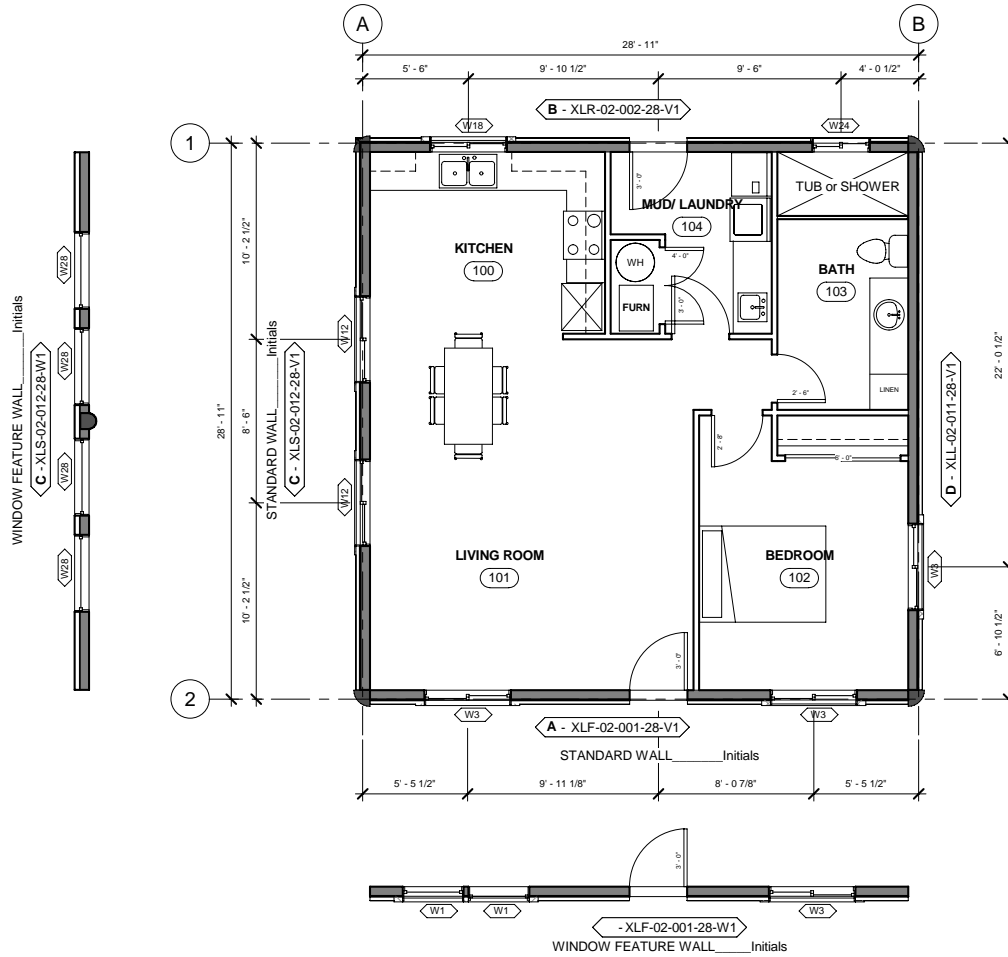 A
B
28' - 11"
5' - 6"
9' - 10 1/2"
9' - 6"
4' - 0 1/2"
B - XLR-02-002-28-V1
W18
W24
1
3' - 0"
TUB or SHOWER
MUD/ LAUNDRY
104
KITCHEN
100
4' - 0"
WH
BATH
103
FURN
3' - 0"
10' - 2 1/2"
W28
WINDOW FEATURE WALL_____Initials
C - XLS-02-012-28-W1
W28
W28
W28
28' - 11"
8' - 6"
10' - 2 1/2"
STANDARD WALL_____Initials
C - XLS-02-012-28-V1
W12
W12
2' - 6"
LINEN
2' - 8"
6' - 0"
22' - 0 1/2"
D - XLL-02-011-28-V1
W3
6' - 10 1/2"
LIVING ROOM
101
BEDROOM
102
3' - 0"
2
W3
W3
A - XLF-02-001-28-V1
STANDARD WALL_______Initials
5' - 5 1/2"
9' - 11 1/8"
8' - 0 7/8"
5' - 5 1/2"
3' - 0"
W1
W1
W3
- XLF-02-001-28-W1
WINDOW FEATURE WALL_____Initials